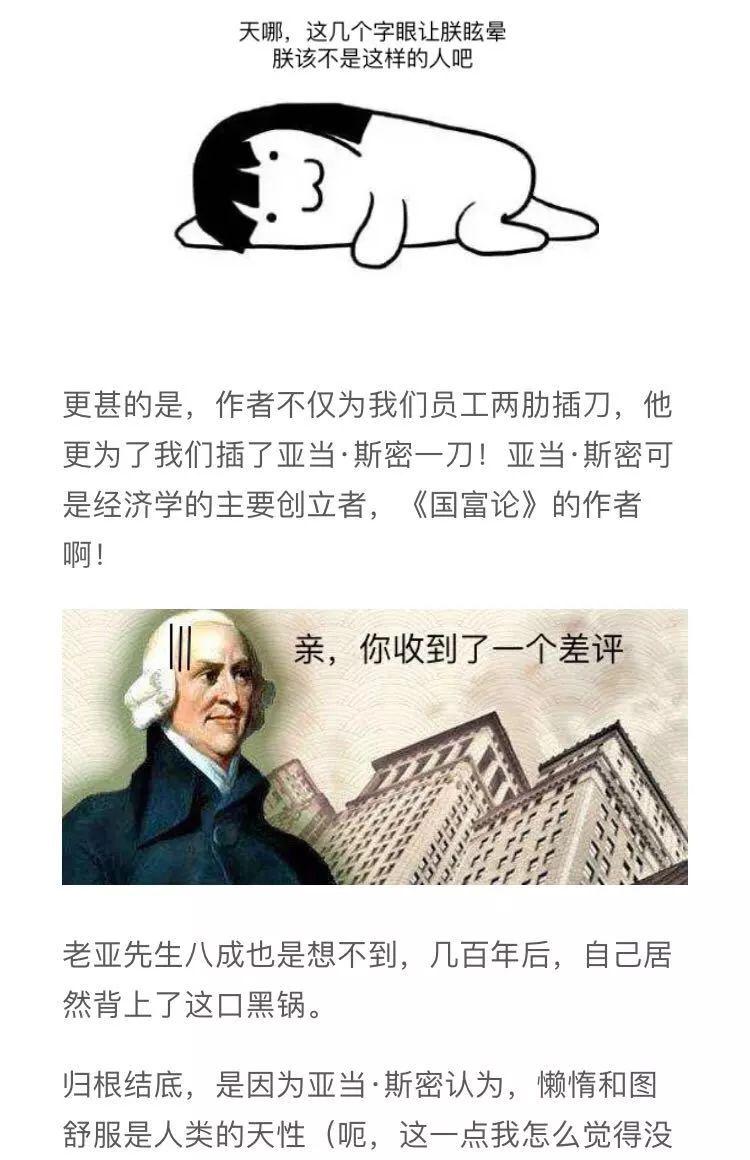 天哪，这几个字眼让朕眩晕
朕该不是这样的人吧
更甚的是，作者不仅为我们员工两肋插刀，他
更为了我们插了亚当·斯密一刀！亚当·斯密可
是经济学的主要创立者，《国富论》的作者
啊！
亲，你收到了一个差评
老亚先生八成也是想不到，几百年后，自己居
然背上了这口黑锅。
归根结底，是因为亚当·斯密认为，懒惰和图
舒服是人类的天性（呃，这一点我怎么觉得没